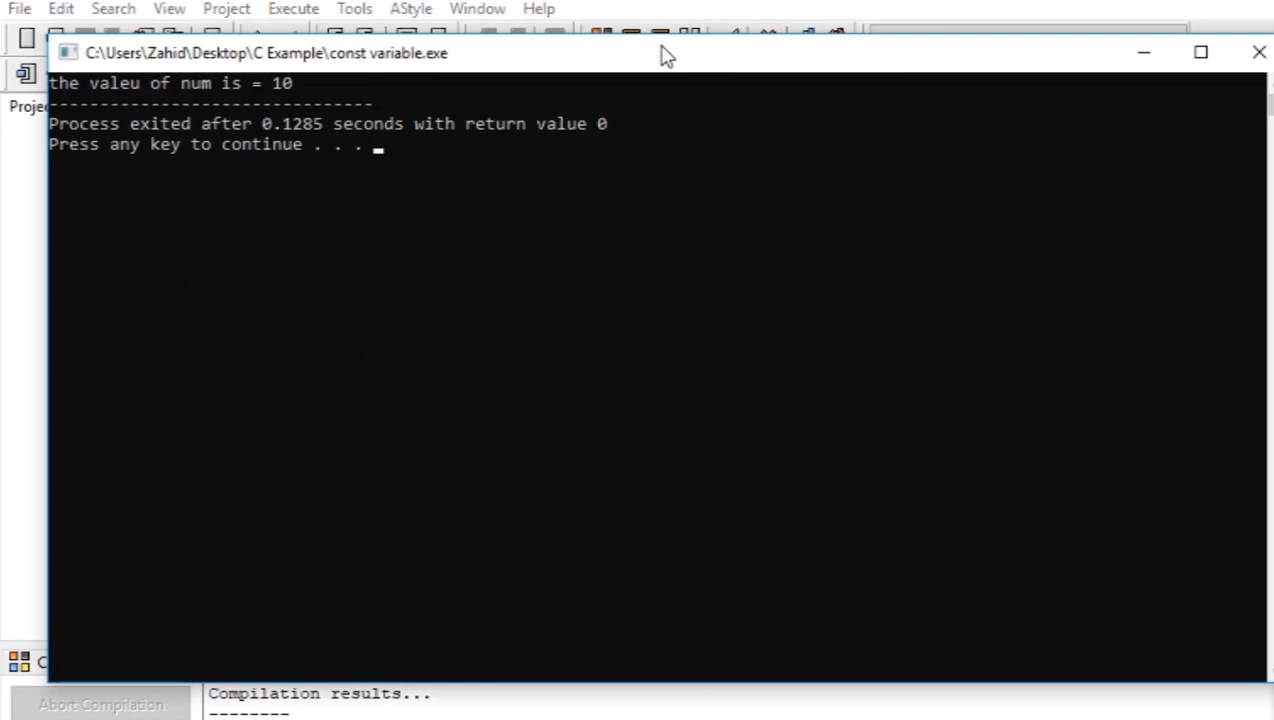 File Edit Search View Project Execute Tools AStyle Window Help
C:\Users\Zahid\Desktop\C Example\const variable.exe
the valeu of num is = 10
--------------------------------
Process exited after 0.1285 seconds with return value 0
Press any key to continue . . .
Projec
C
Abort Compilation
Compilation results...
--------